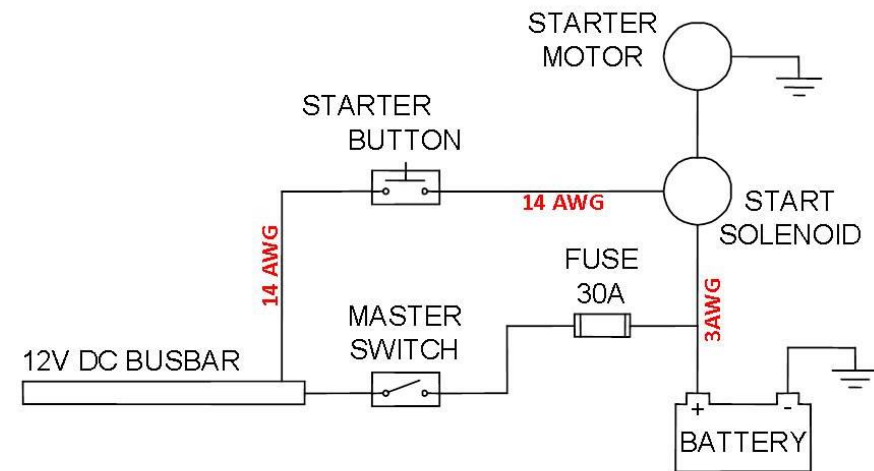 STARTER
MOTOR
STARTER
BUTTON
14 AWG
START
SOLENOID
14 AWG
FUSE
30A
3AWG
MASTER
SWITCH
12V DC BUSBAR
+ -
BATTERY